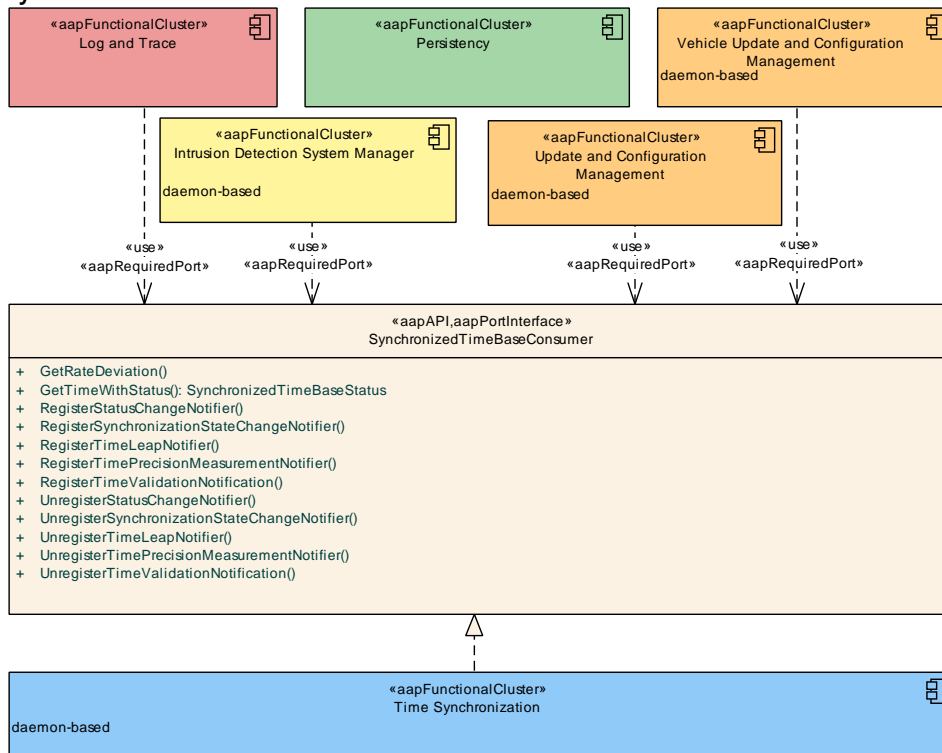 «aapFunctionalCluster»
Log and Trace
«aapFunctionalCluster»
Persistency
«aapFunctionalCluster»
Vehicle Update and Configuration
Management
daemon-based
«aapFunctionalCluster»
Intrusion Detection System Manager
daemon-based
«aapFunctionalCluster»
Update and Configuration
Management
daemon-based
«use»
«aapRequiredPort»
«use»
«aapRequiredPort»
«use»
«aapRequiredPort»
«use»
«aapRequiredPort»
«aapAPI,aapPortInterface»
SynchronizedTimeBaseConsumer
+ GetRateDeviation()
+ GetTimeWithStatus(): SynchronizedTimeBaseStatus
+ RegisterStatusChangeNotifier()
+ RegisterSynchronizationStateChangeNotifier()
+ RegisterTimeLeapNotifier()
+ RegisterTimePrecisionMeasurementNotifier()
+ RegisterTimeValidationNotification()
+ UnregisterStatusChangeNotifier()
+ UnregisterSynchronizationStateChangeNotifier()
+ UnregisterTimeLeapNotifier()
+ UnregisterTimePrecisionMeasurementNotifier()
+ UnregisterTimeValidationNotification()
«aapFunctionalCluster»
Time Synchronization
daemon-based